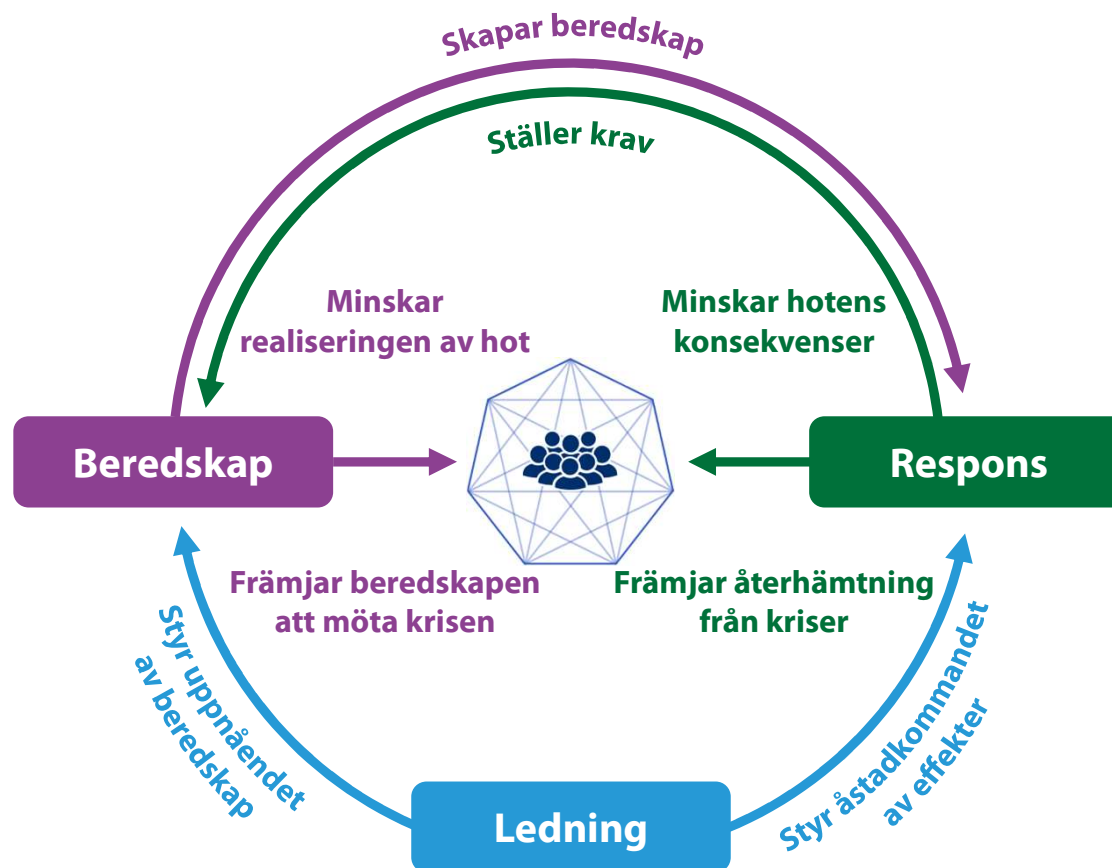 Skapar beredskap
Ställer krav
Minskar
realiseringen av hot
Minskar hotens
konsekvenser
Beredskap
Respons
Främjar beredskapen
att möta krisen
Främjar återhämtning
från kriser
Styr uppnåendet
av beredskap
Styr åstadkommandet
av effekter
Ledning